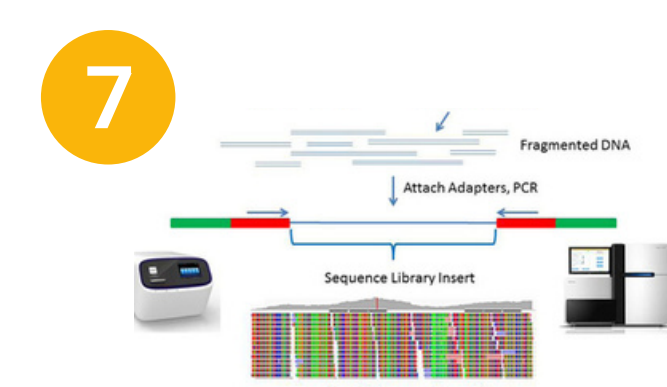 7
Fragmented DNA
Attach Adapters, PCR
Sequence Library Insert